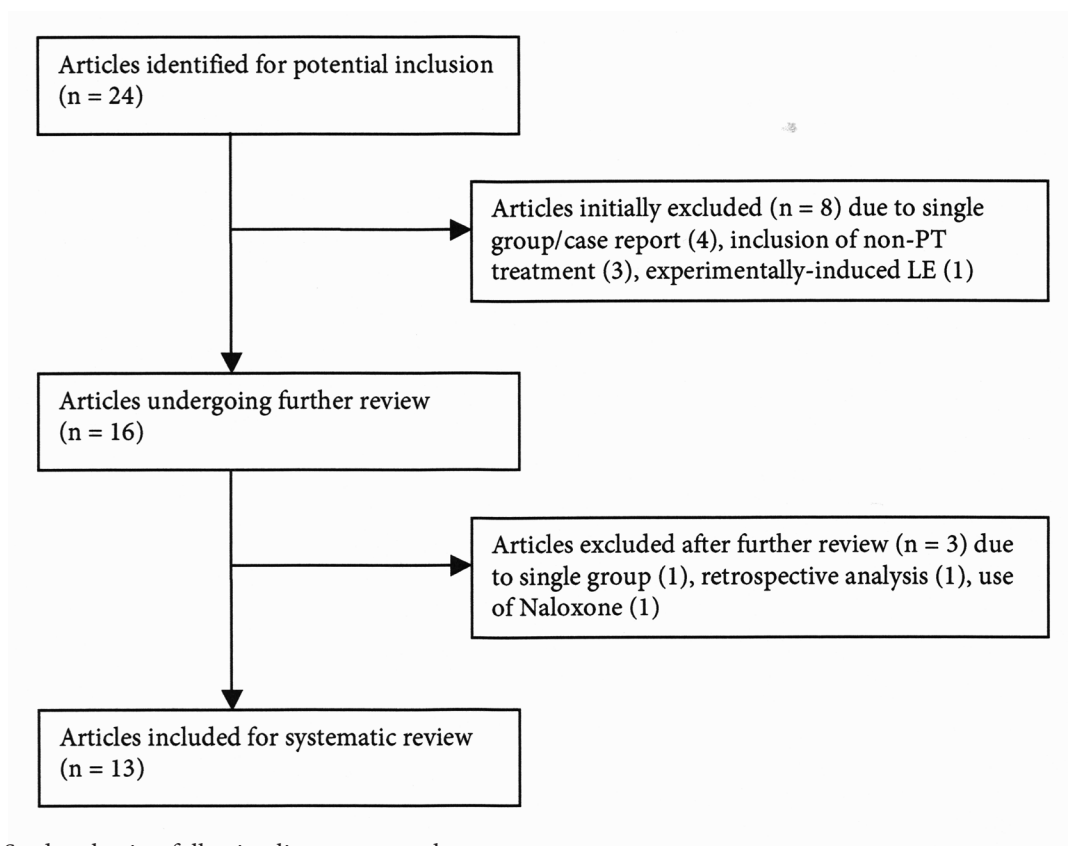 Articles identified for potential inclusion
(n = 24)
Articles initially excluded (n = 8) due to single
group/case report (4), inclusion of non-PT
treatment (3), experimentally-induced LE (1)
Articles undergoing further review
(n = 16)
Articles excluded after further review (n = 3) due
to single group (1), retrospective analysis (1), use
of Naloxone (1)
Articles included for systematic review
(n = 13)